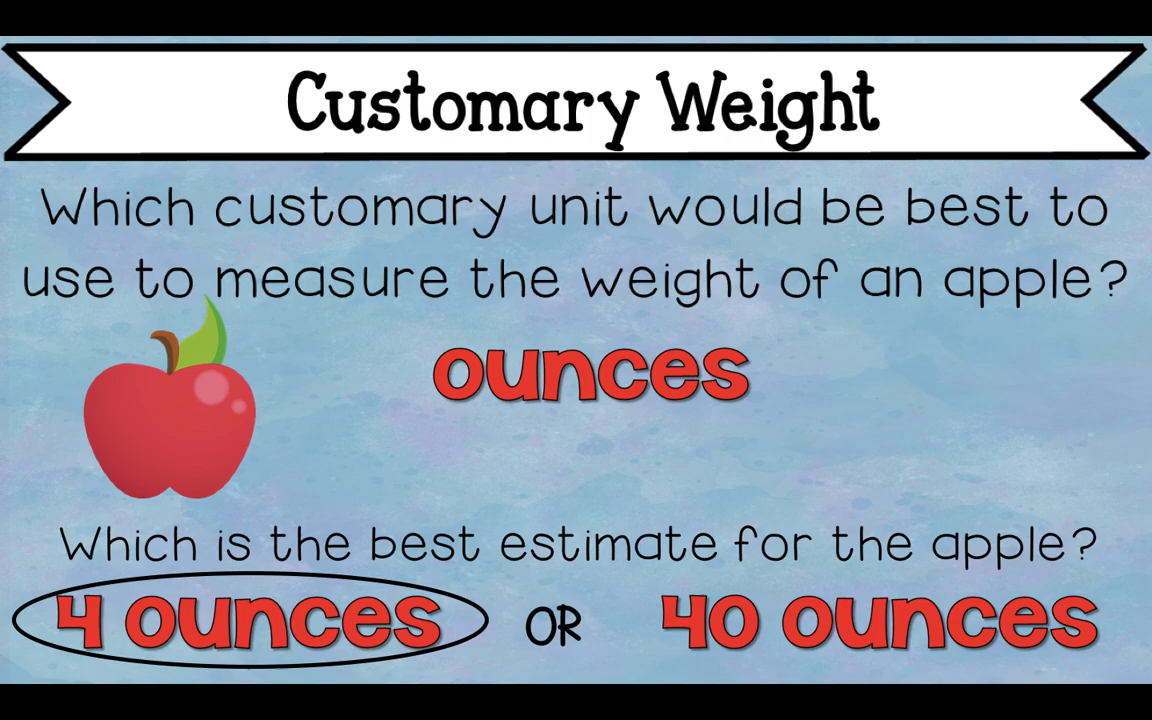 Customary Weight
Which customary unit would be best to
use to measure the weight of an apple?
ounces
Which is the best estimate for the apple?
4 ounces OR 40 ounces